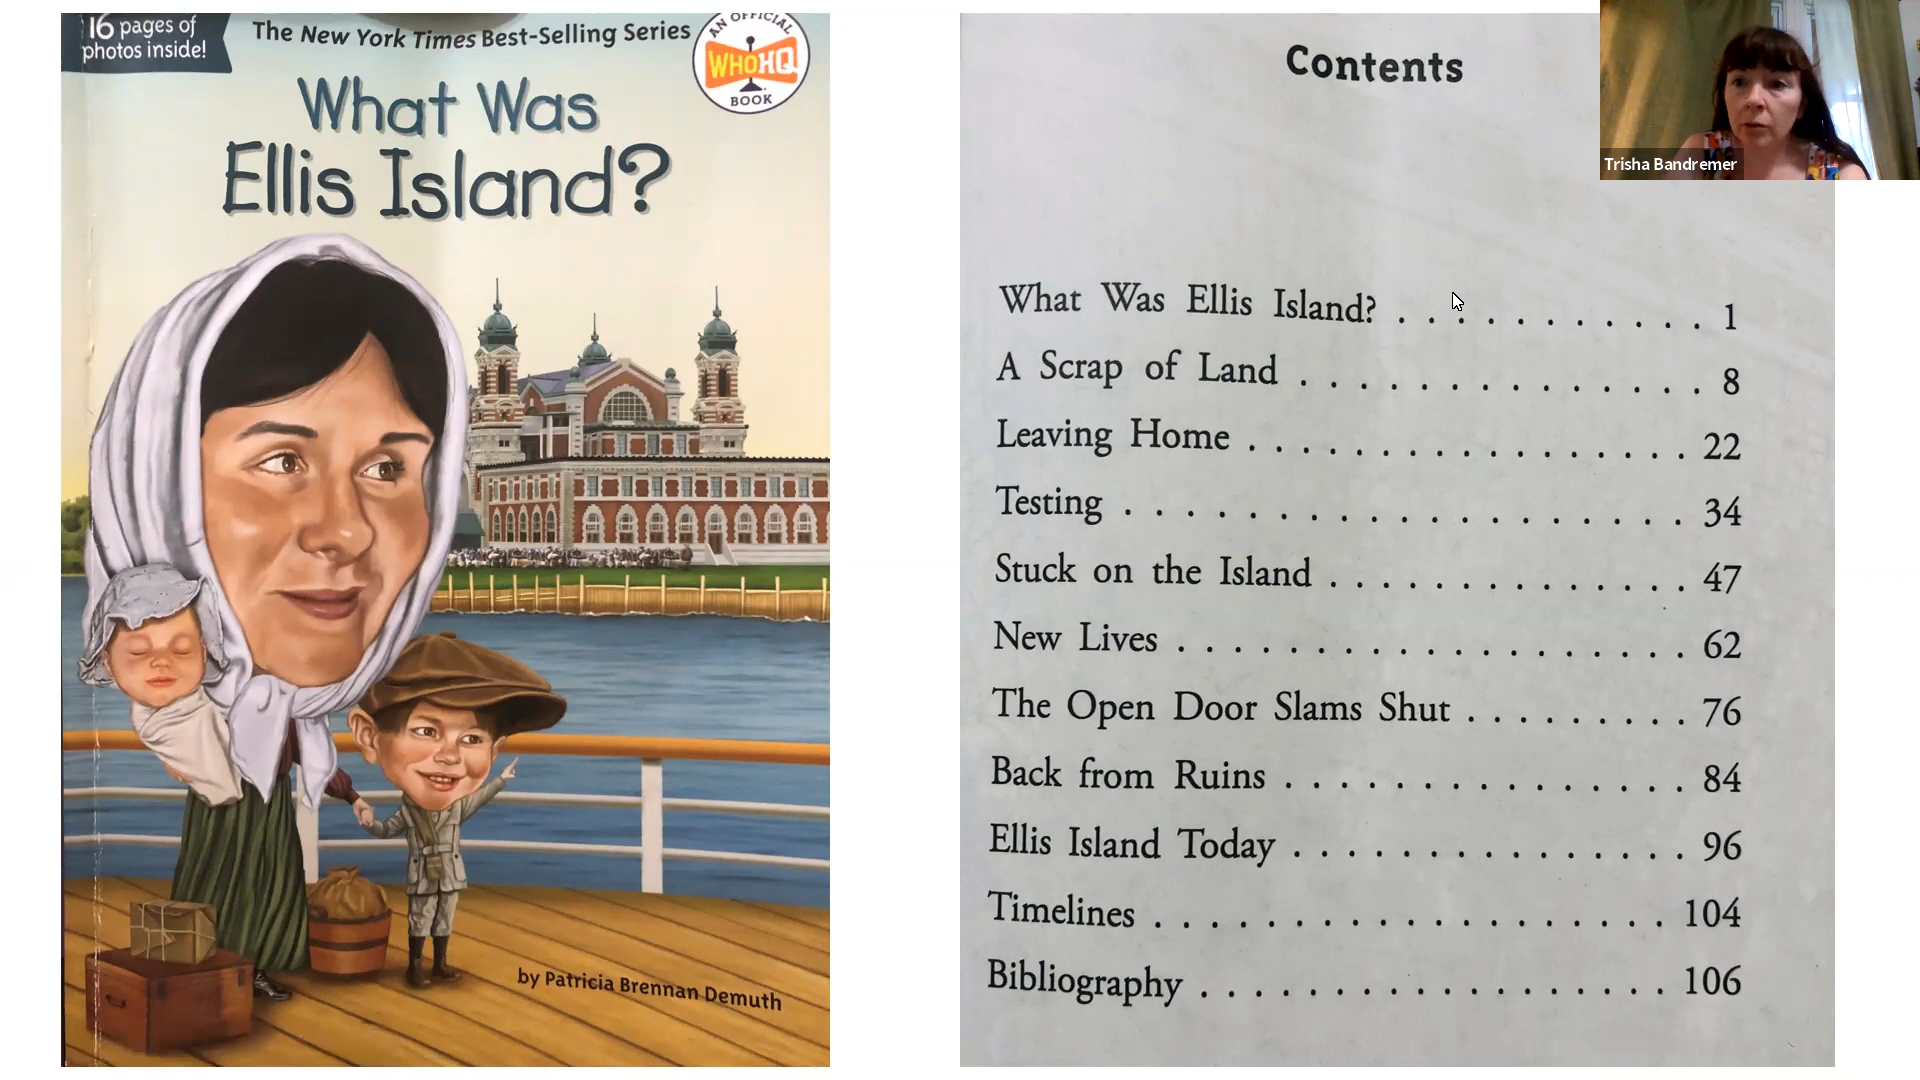 16 pages of
photos inside!
The New York Times Best-Selling Series
AN OFFICIAL
WHOHQ
BOOK
What Was
Ellis Island?
by Patricia Brennan Demuth
Contents
What Was Ellis Island? . . . . . . . . . . . 1
A Scrap of Land . . . . . . . . . . . . . . 8
Leaving Home . . . . . . . . . . . . . . . . 22
Testing . . . . . . . . . . . . . . . . . . . . 34
Stuck on the Island . . . . . . . . . . . . . 47
New Lives . . . . . . . . . . . . . . . . . . . 62
The Open Door Slams Shut . . . . . . . . . 76
Back from Ruins . . . . . . . . . . . . . . . 84
Ellis Island Today . . . . . . . . . . . . . . 96
Timelines . . . . . . . . . . . . . . . . . . . 104
Bibliography . . . . . . . . . . . . . . . . . . 106
Trisha Bandremer